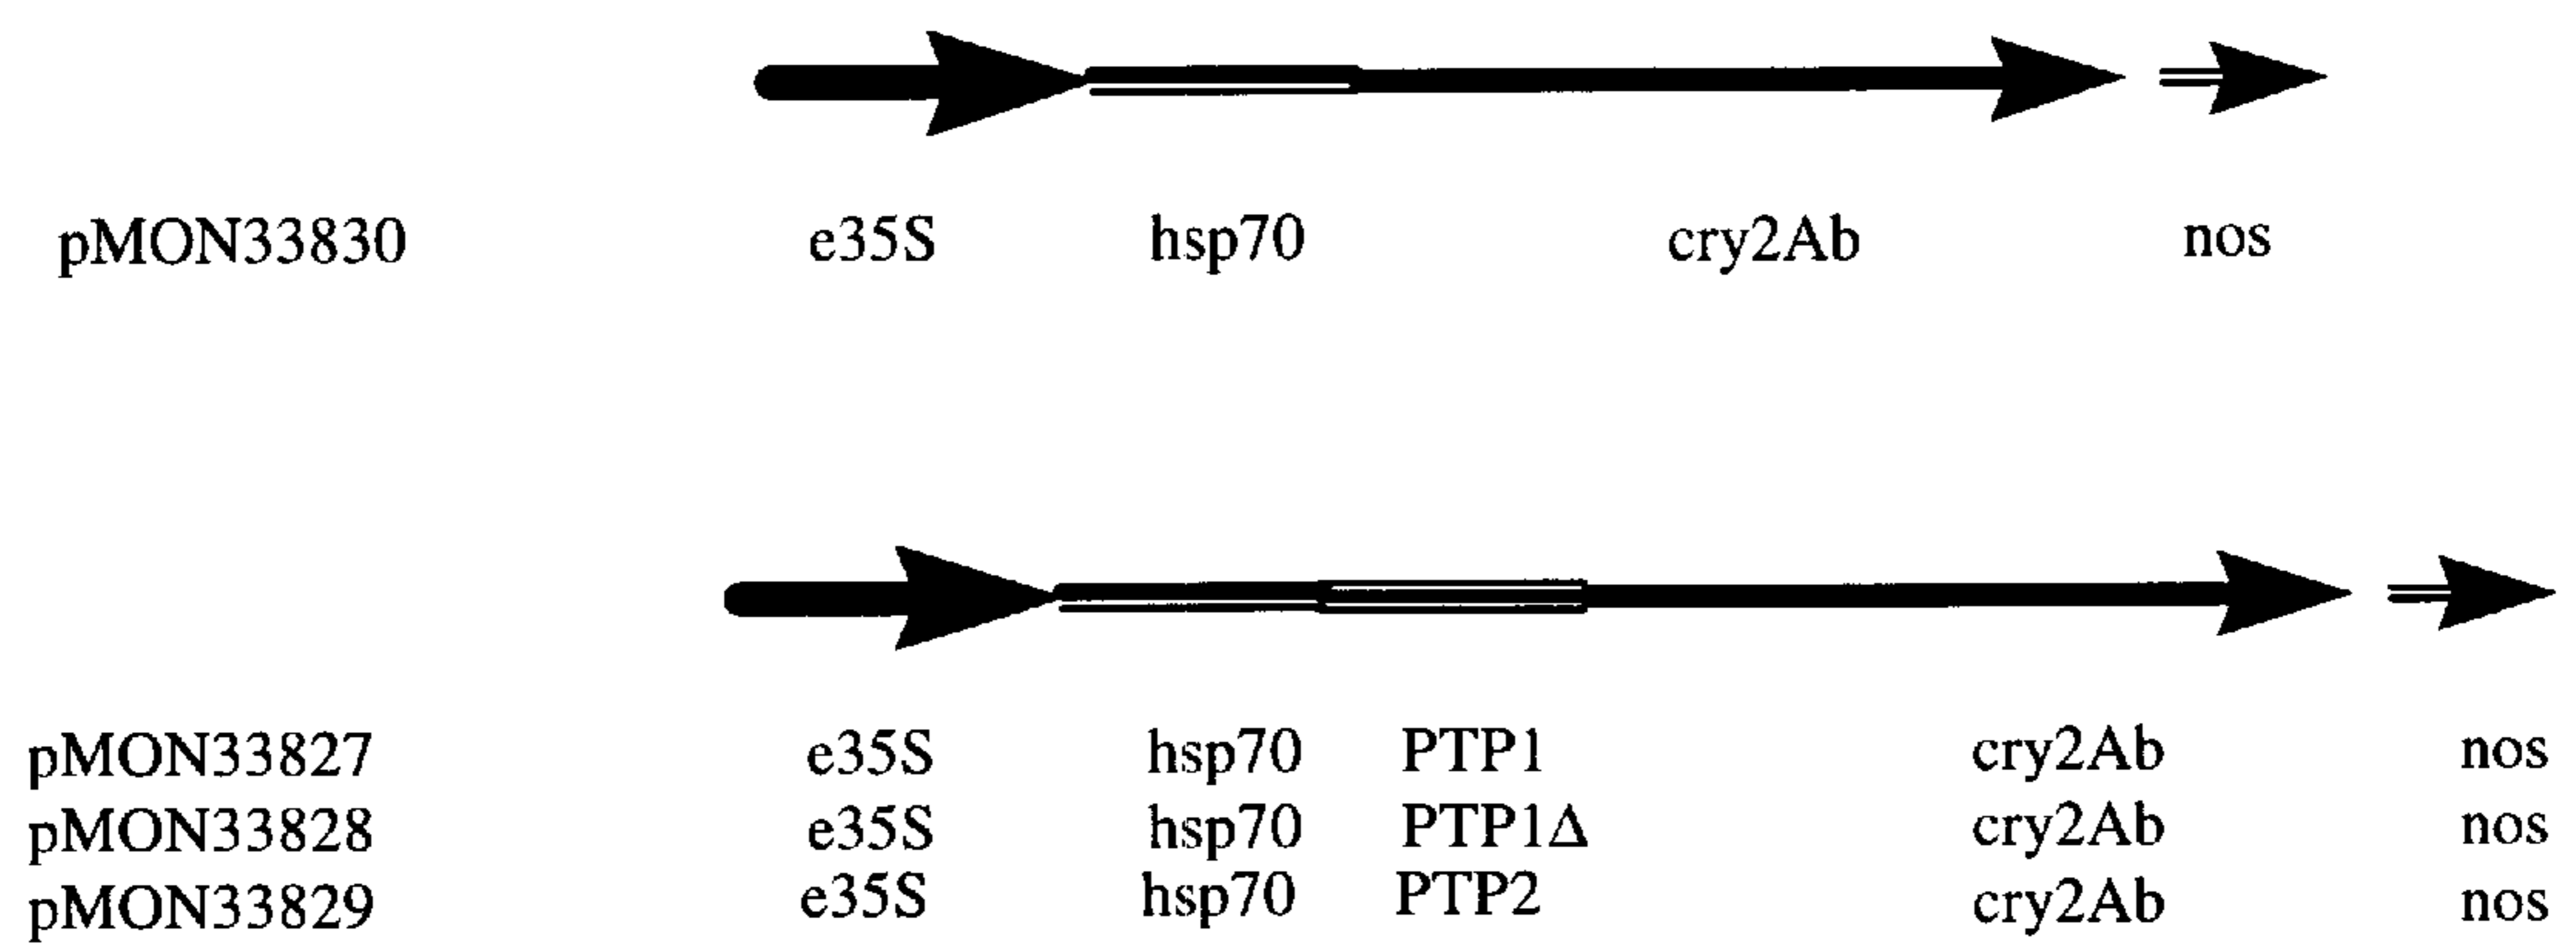 pMON33830 e35S hsp70 cry2Ab nos
pMON33827 e35S hsp70 PTP1 cry2Ab nos
pMON33828 e35S hsp70 PTP1Δ cry2Ab nos
pMON33829 e35S hsp70 PTP2 cry2Ab nos